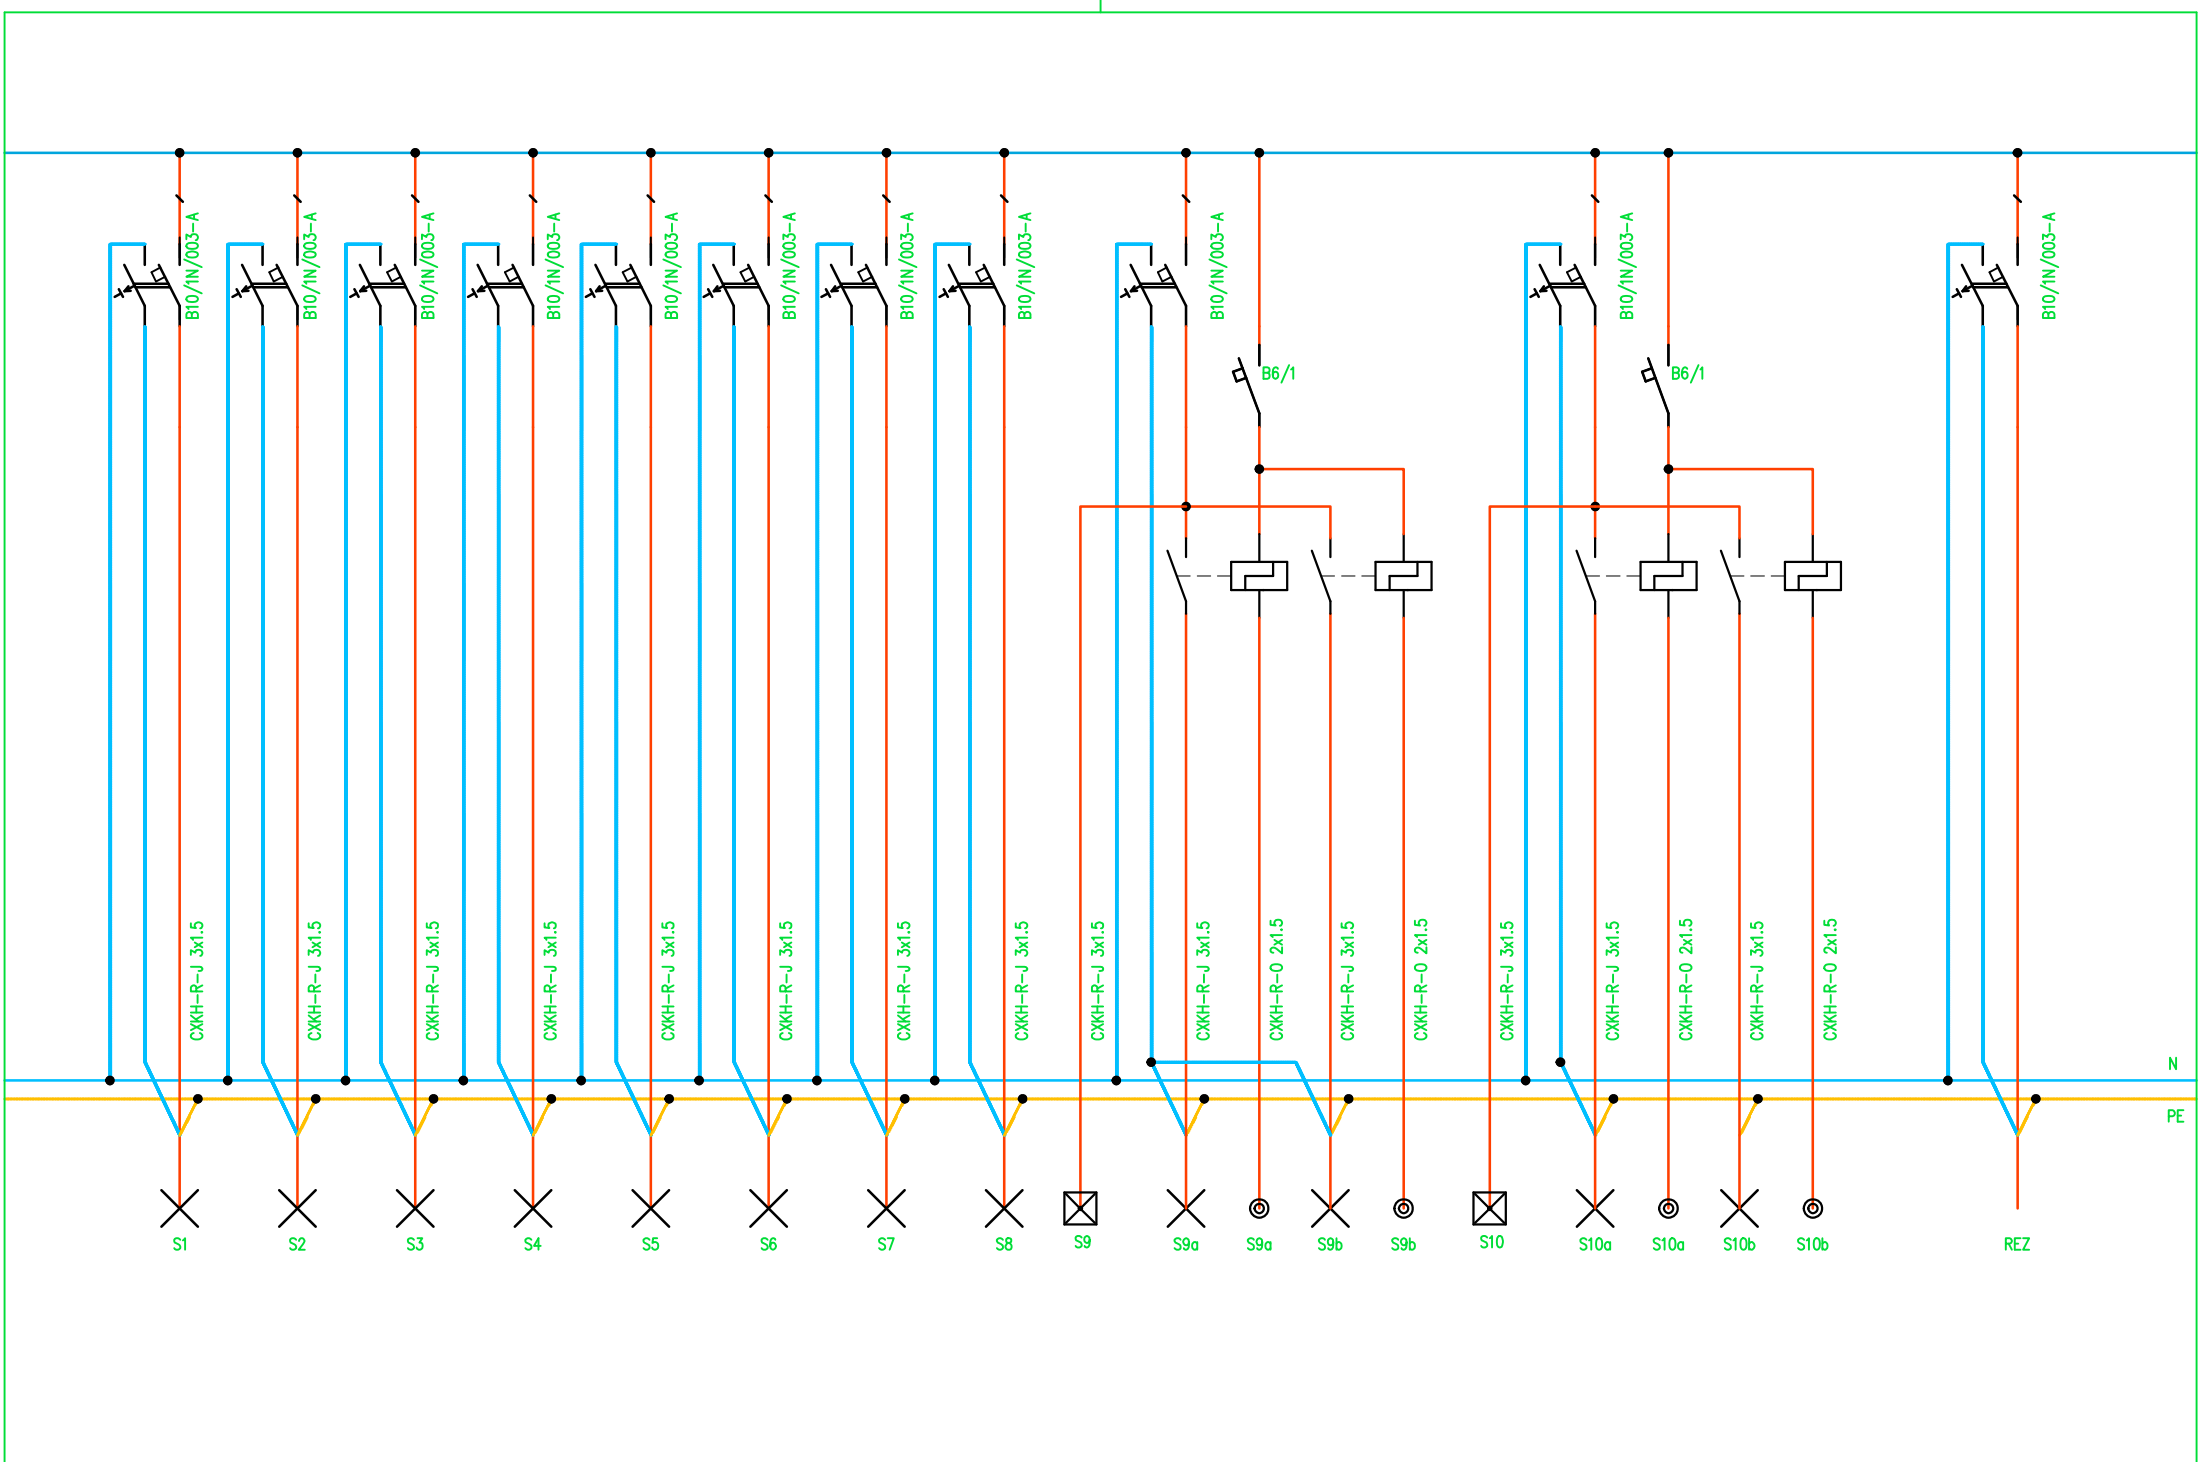 B10/1N/003-A
B10/1N/003-A
B10/1N/003-A
B10/1N/003-A
B10/1N/003-A
B10/1N/003-A
B10/1N/003-A
B10/1N/003-A
B10/1N/003-A
B10/1N/003-A
B10/1N/003-A
B6/1
B6/1
CXKH-R-J 3x1.5
CXKH-R-J 3x1.5
CXKH-R-J 3x1.5
CXKH-R-J 3x1.5
CXKH-R-J 3x1.5
CXKH-R-J 3x1.5
CXKH-R-J 3x1.5
CXKH-R-J 3x1.5
CXKH-R-J 3x1.5
CXKH-R-J 3x1.5
CXKH-R-O 2x1.5
CXKH-R-J 3x1.5
CXKH-R-O 2x1.5
CXKH-R-J 3x1.5
CXKH-R-J 3x1.5
CXKH-R-O 2x1.5
CXKH-R-J 3x1.5
CXKH-R-O 2x1.5
N
PE
S1
S2
S3
S4
S5
S6
S7
S8
S9
S9a
S9a
S9b
S9b
S10
S10a
S10a
S10b
S10b
REZ